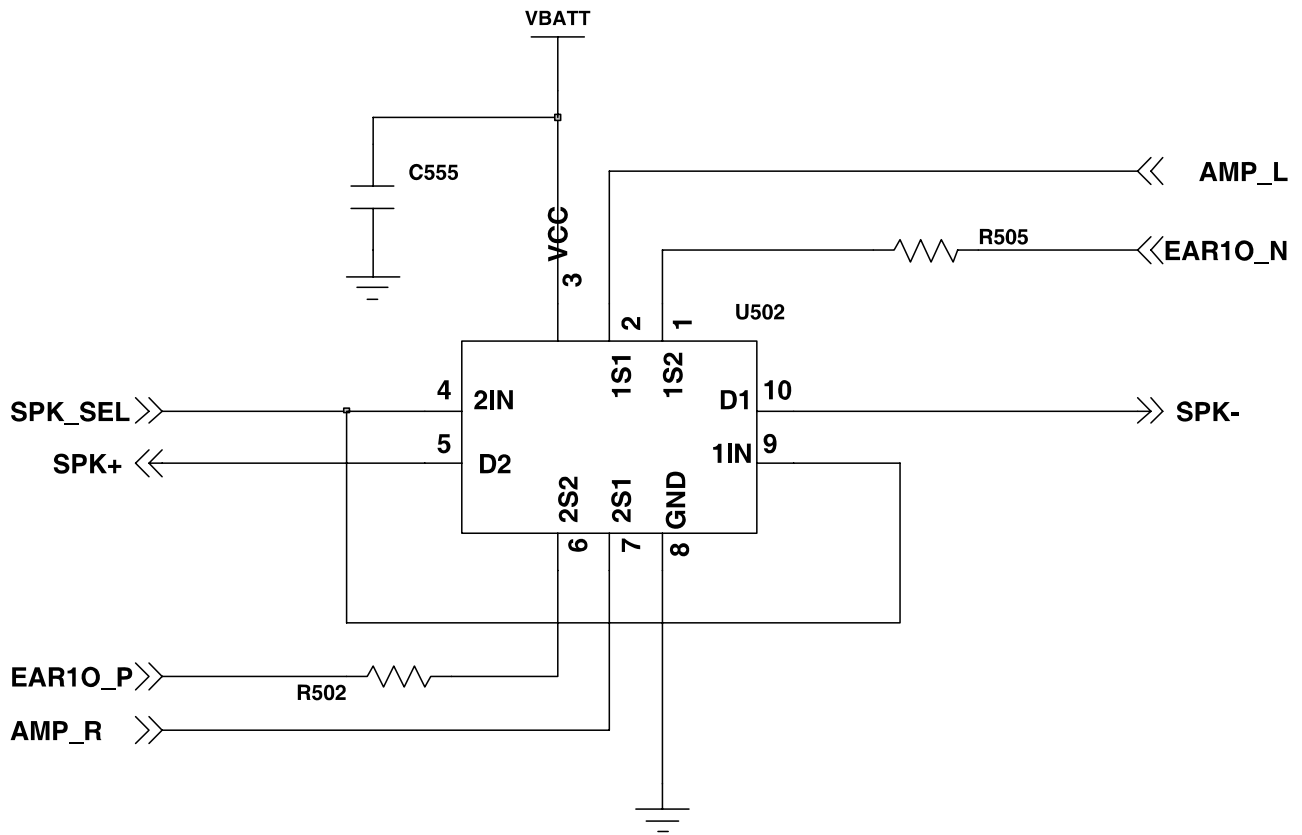 VBATT
C555
AMP_L
VCC
R505
EAR1O_N
3
2
1
U502
1S1
1S2
SPK_SEL
4
2IN
D1
10
SPK-
SPK+
5
D2
1IN
9
2S2
2S1
GND
6
7
8
EAR1O_P
R502
AMP_R